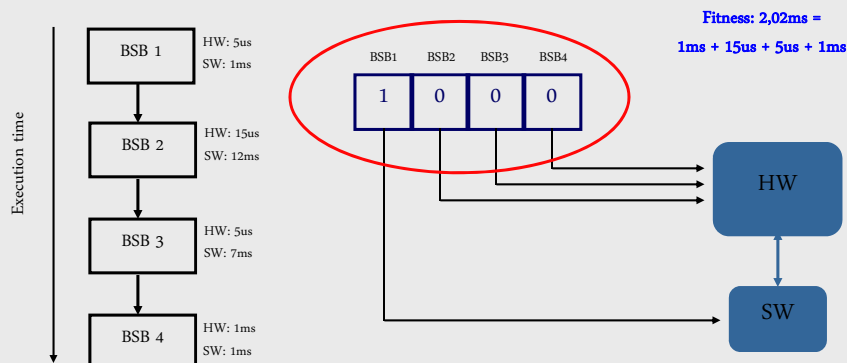 Fitness: 2,02ms =
1ms + 15us + 5us + 1ms
Execution time
BSB 1
HW: 5us
SW: 1ms
BSB 2
HW: 15us
SW: 12ms
BSB 3
HW: 5us
SW: 7ms
BSB 4
HW: 1ms
SW: 1ms
BSB1 BSB2 BSB3 BSB4
1 0 0 0
HW
SW